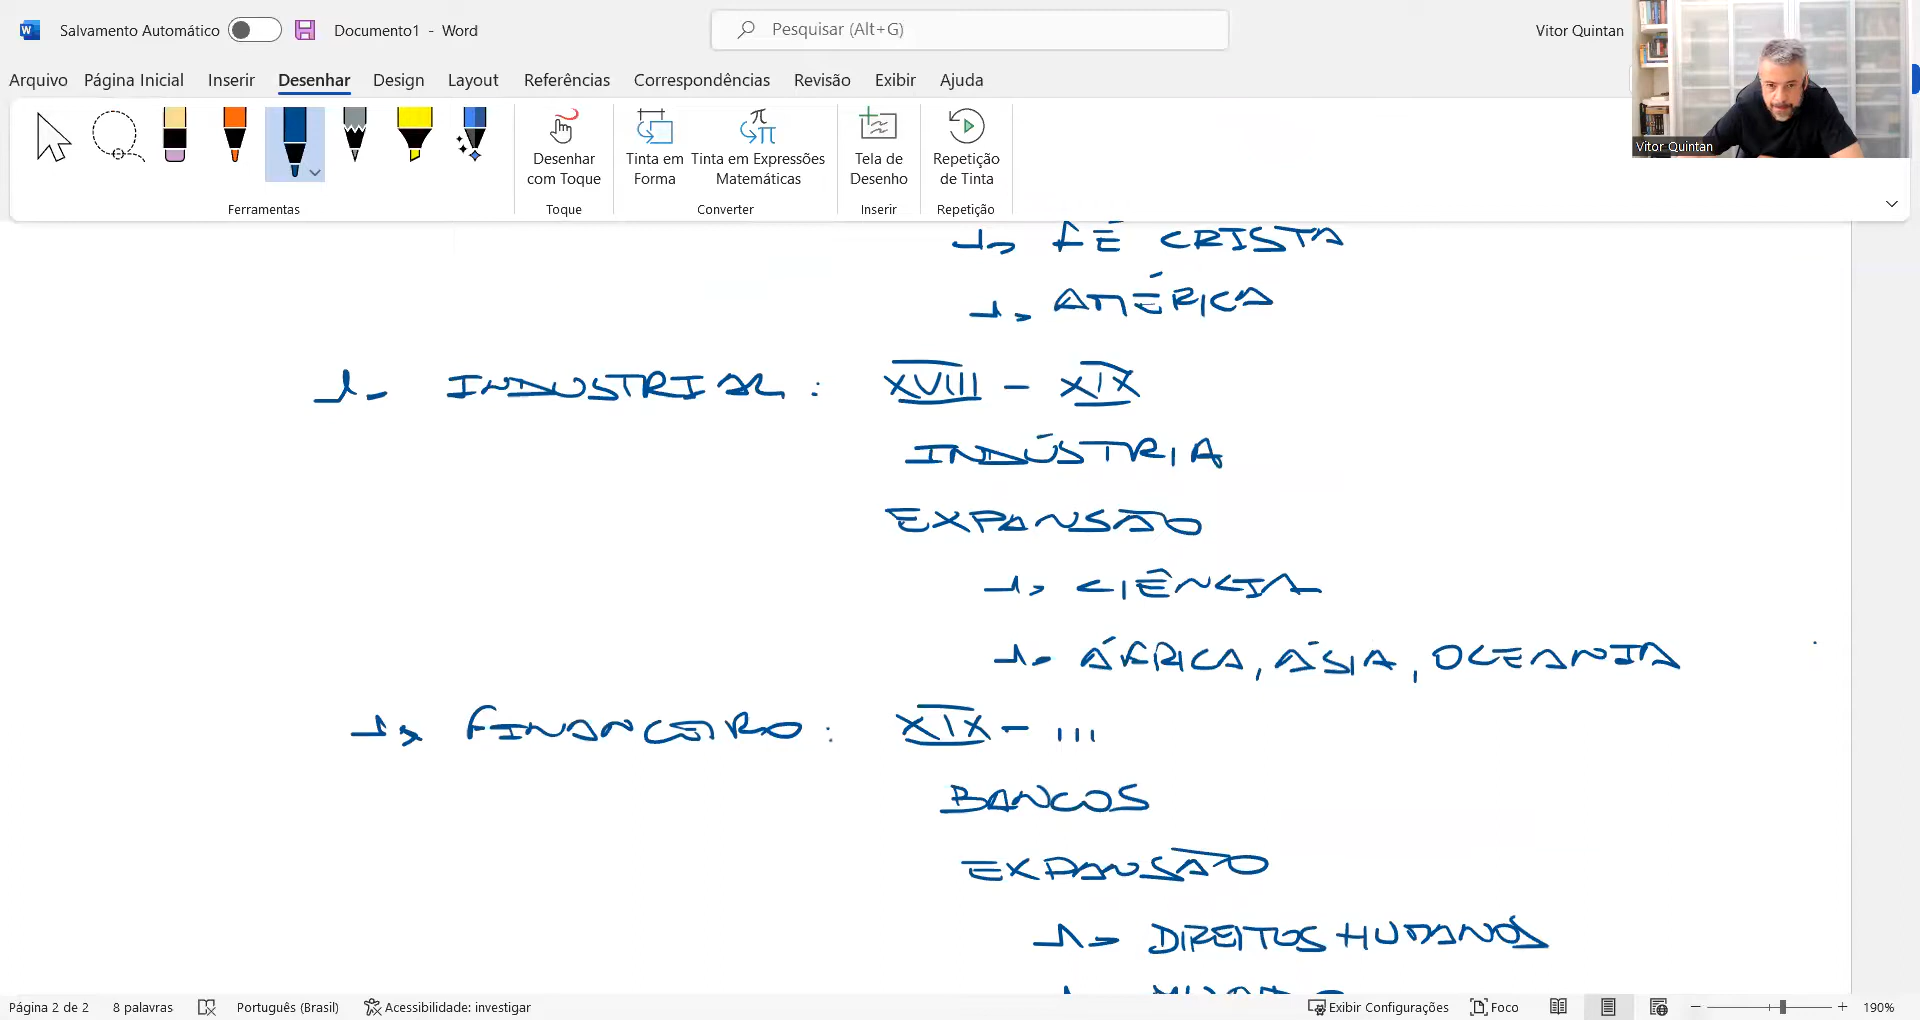 Salvamento Automático
Documento1 - Word
Pesquisar (Alt+G)
Vitor Quintan
Arquivo Página Inicial Inserir Desenhar Design Layout Referências Correspondências Revisão Exibir Ajuda
Desenhar com Toque
Tinta em Forma
Tinta em Expressões Matemáticas
Tela de Desenho
Repetição de Tinta
Ferramentas Toque Converter Inserir Repetição
Vitor Quintan
FÉ CRISTA
AMÉRICA
INDUSTRIAL: XVIII - XIX
INDÚSTRIA
EXPANSÃO
CIÊNCIA
ÁFRICA, ÁSIA, OCEANIA
FINANCEIRO: XIX - ...
BANCOS
EXPANSÃO
DIREITOS HUMANOS
Página 2 de 2 8 palavras Português (Brasil) Acessibilidade: investigar Exibir Configurações Foco 190%